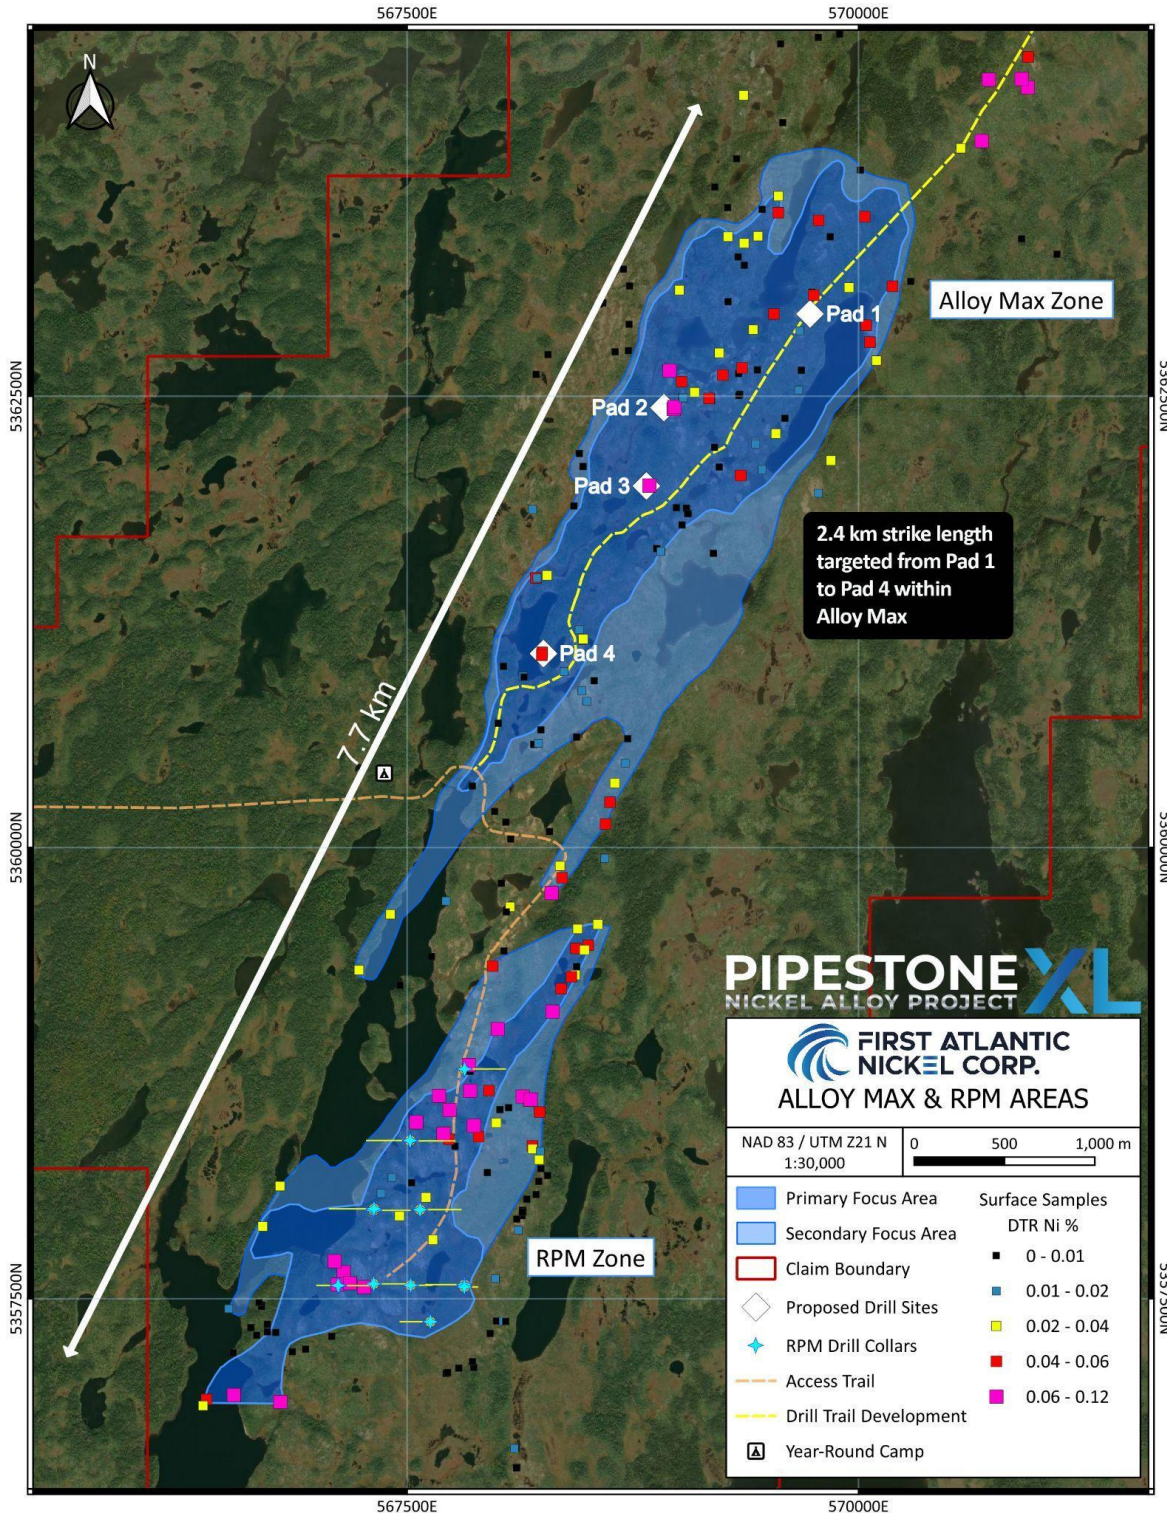 567500E
570000E
N
Alloy Max Zone
Pad 1
5362500N
5362500N
Pad 2
Pad 3
2.4 km strike length
targeted from Pad 1
to Pad 4 within
Alloy Max
Pad 4
7.7 km
5360000N
5360000N
PIPESTONE XL
NICKEL ALLOY PROJECT
FIRST ATLANTIC
NICKEL CORP.
ALLOY MAX & RPM AREAS
NAD 83 / UTM Z21 N
1:30,000
0 500 1,000 m
Primary Focus Area
Secondary Focus Area
Claim Boundary
Proposed Drill Sites
RPM Drill Collars
Access Trail
Drill Trail Development
Year-Round Camp
Surface Samples
DTR Ni %
0 - 0.01
0.01 - 0.02
0.02 - 0.04
0.04 - 0.06
0.06 - 0.12
RPM Zone
5357500N
5357500N
567500E
570000E